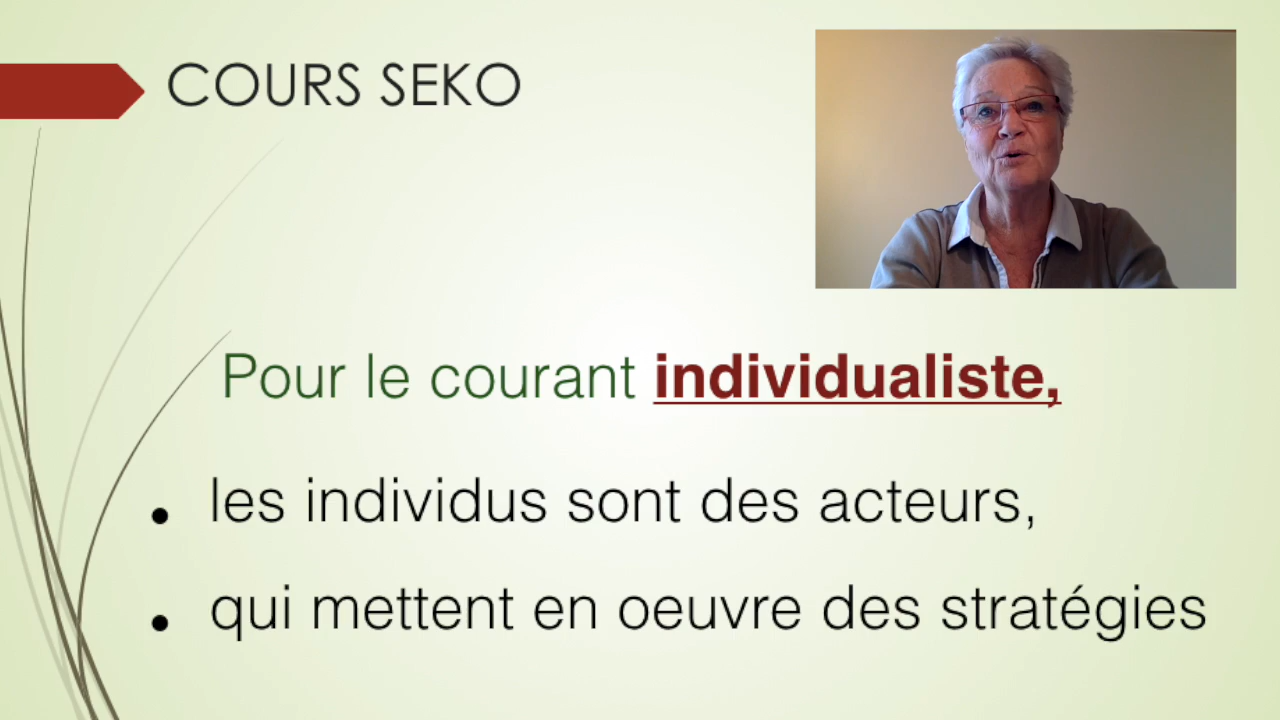 COURS SEKO
Pour le courant individualiste,
les individus sont des acteurs,
qui mettent en oeuvre des stratégies